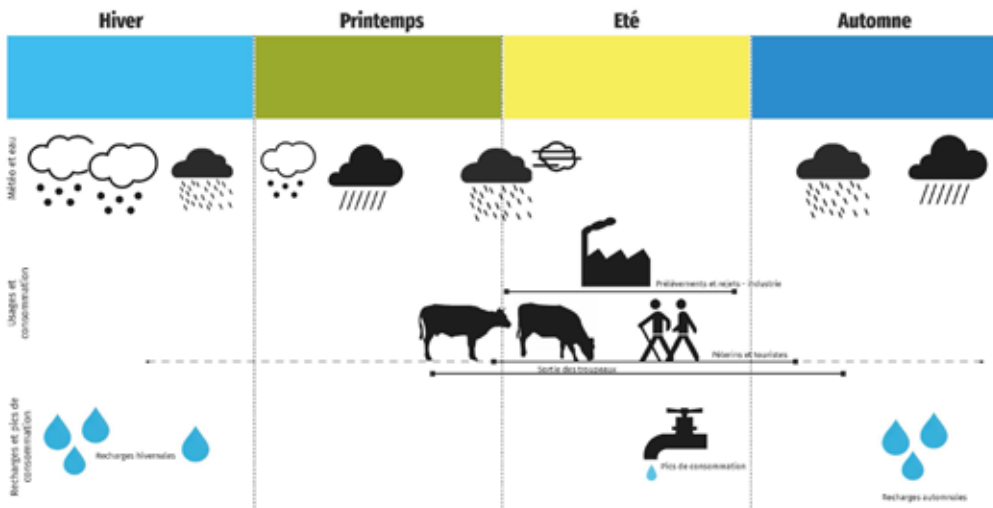 Hiver
Printemps
Eté
Automne
Météo et eau
Usages et
consommation
Prélèvements et rejets - industrie
Pèlerins et touristes
Sortie des troupeaux
Recharges et pics de
consommation
Recharges hivernales
Pics de consommation
Recharges automnales